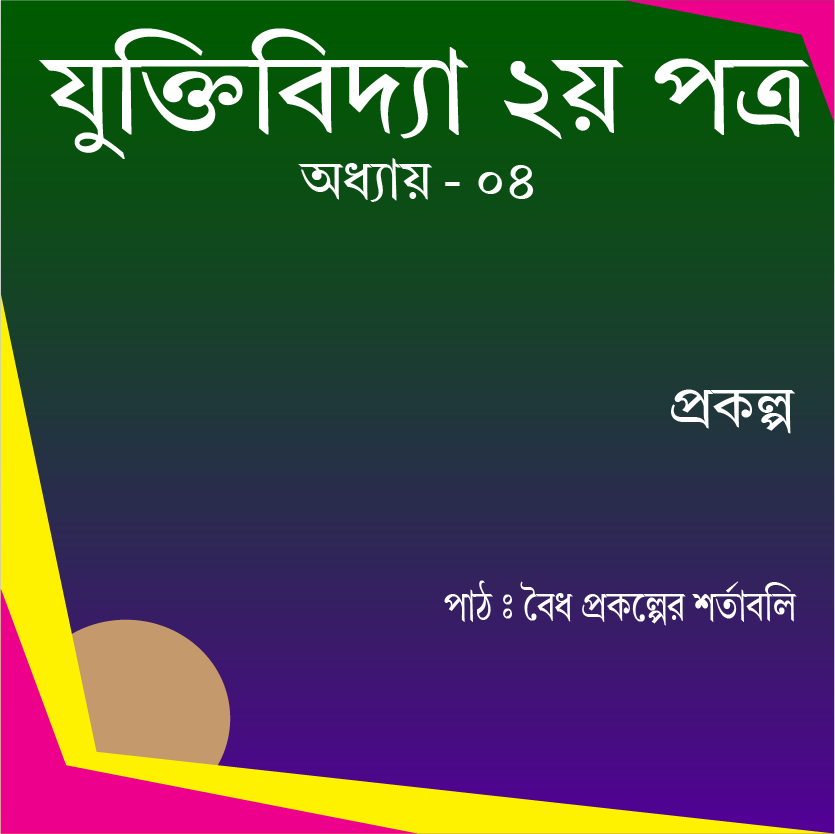 যুক্তিবিদ্যা ২য় পত্র
অধ্যায় - ০৪
প্রকল্প
পাঠ ঃ বৈধ প্রকল্পের শর্তাবলি